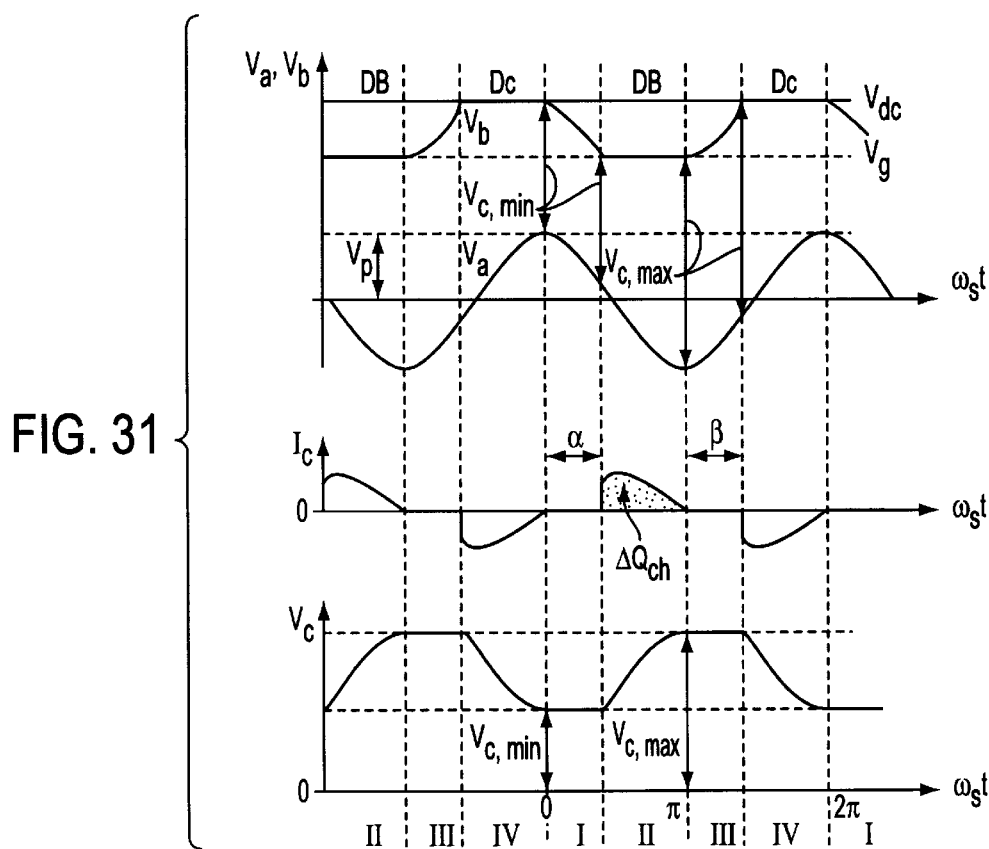 FIG. 31
Va, Vb
DB
Dc
DB
Dc
Vdc
Vb
Vg
Vc, min
Vp
Va
Vc, max
ωst
Ic
α
β
0
ωst
ΔQch
Vc
Vc, min
Vc, max
0
ωst
0
π
2π
II
III
IV
I
II
III
IV
I